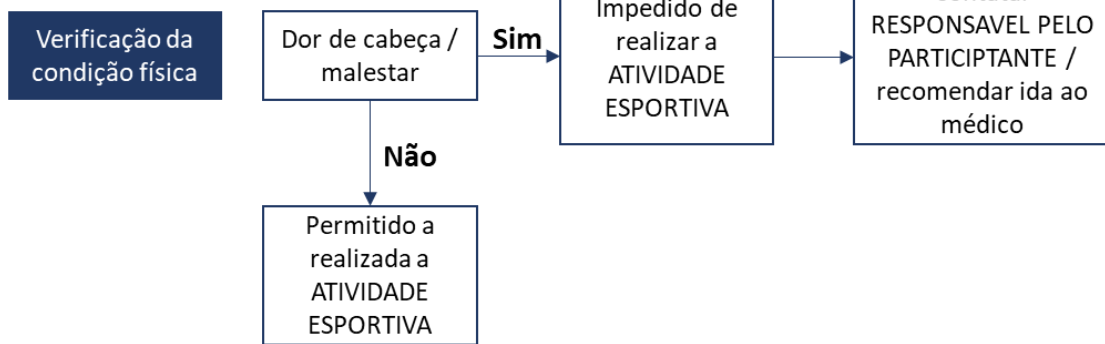 Verificação da
condição física
Dor de cabeça /
malestar
Sim
Impedido de
realizar a
ATIVIDADE
ESPORTIVA
RESPONSAVEL PELO
PARTICIPTANTE /
recomendar ida ao
médico
Não
Permitido a
realizada a
ATIVIDADE
ESPORTIVA